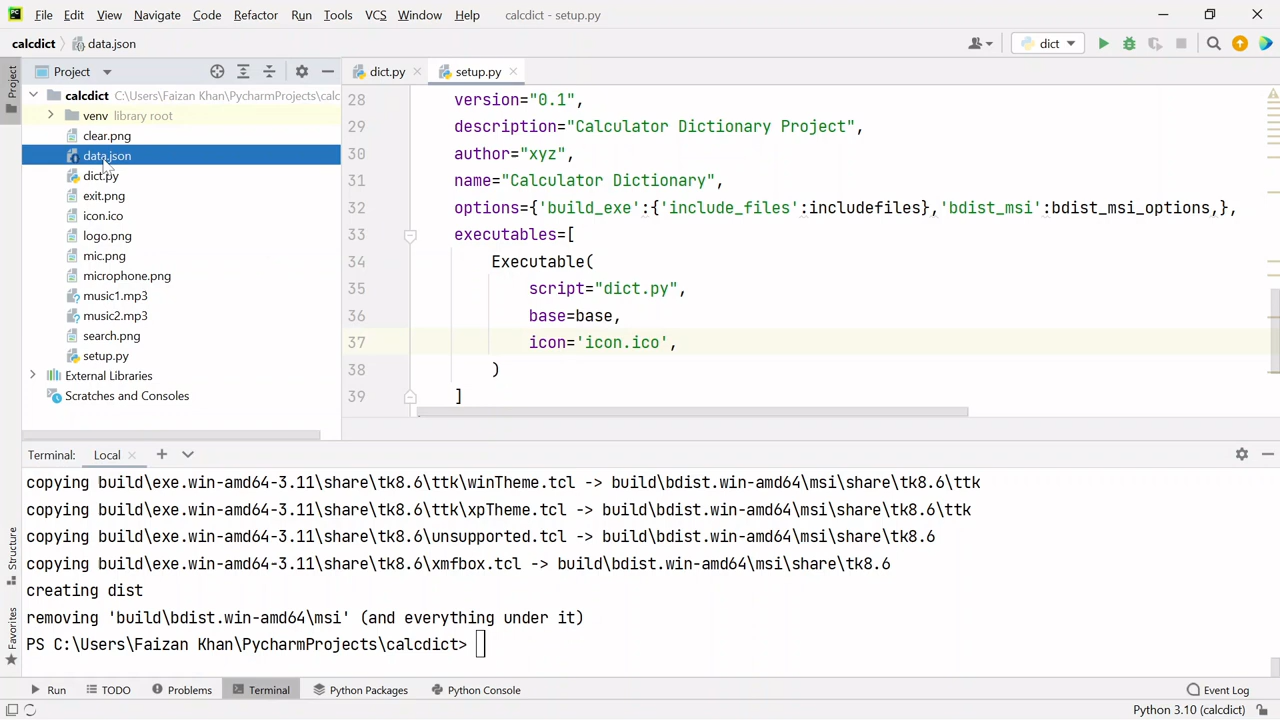 File Edit View Navigate Code Refactor Run Tools VCS Window Help calcdict - setup.py
calcdict data.json dict
Project dict.py setup.py
Project
calcdict C:\Users\Faizan Khan\PycharmProjects\calc
venv library root
clear.png
data.json
dict.py
exit.png
icon.ico
logo.png
mic.png
microphone.png
music1.mp3
music2.mp3
search.png
setup.py
External Libraries
Scratches and Consoles
28 version="0.1",
29 description="Calculator Dictionary Project",
30 author="xyz",
31 name="Calculator Dictionary",
32 options={'build_exe':{'include_files':includefiles},'bdist_msi':bdist_msi_options,},
33 executables=[
34 Executable(
35 script="dict.py",
36 base=base,
37 icon='icon.ico',
38 )
39 ]
Terminal: Local
copying build\exe.win-amd64-3.11\share\tk8.6\ttk\winTheme.tcl -> build\bdist.win-amd64\msi\share\tk8.6\ttk
copying build\exe.win-amd64-3.11\share\tk8.6\ttk\xpTheme.tcl -> build\bdist.win-amd64\msi\share\tk8.6\ttk
copying build\exe.win-amd64-3.11\share\tk8.6\unsupported.tcl -> build\bdist.win-amd64\msi\share\tk8.6
copying build\exe.win-amd64-3.11\share\tk8.6\xmfbox.tcl -> build\bdist.win-amd64\msi\share\tk8.6
creating dist
removing 'build\bdist.win-amd64\msi' (and everything under it)
PS C:\Users\Faizan Khan\PycharmProjects\calcdict>
Structure
Favorites
Run TODO Problems Terminal Python Packages Python Console Event Log
Python 3.10 (calcdict)